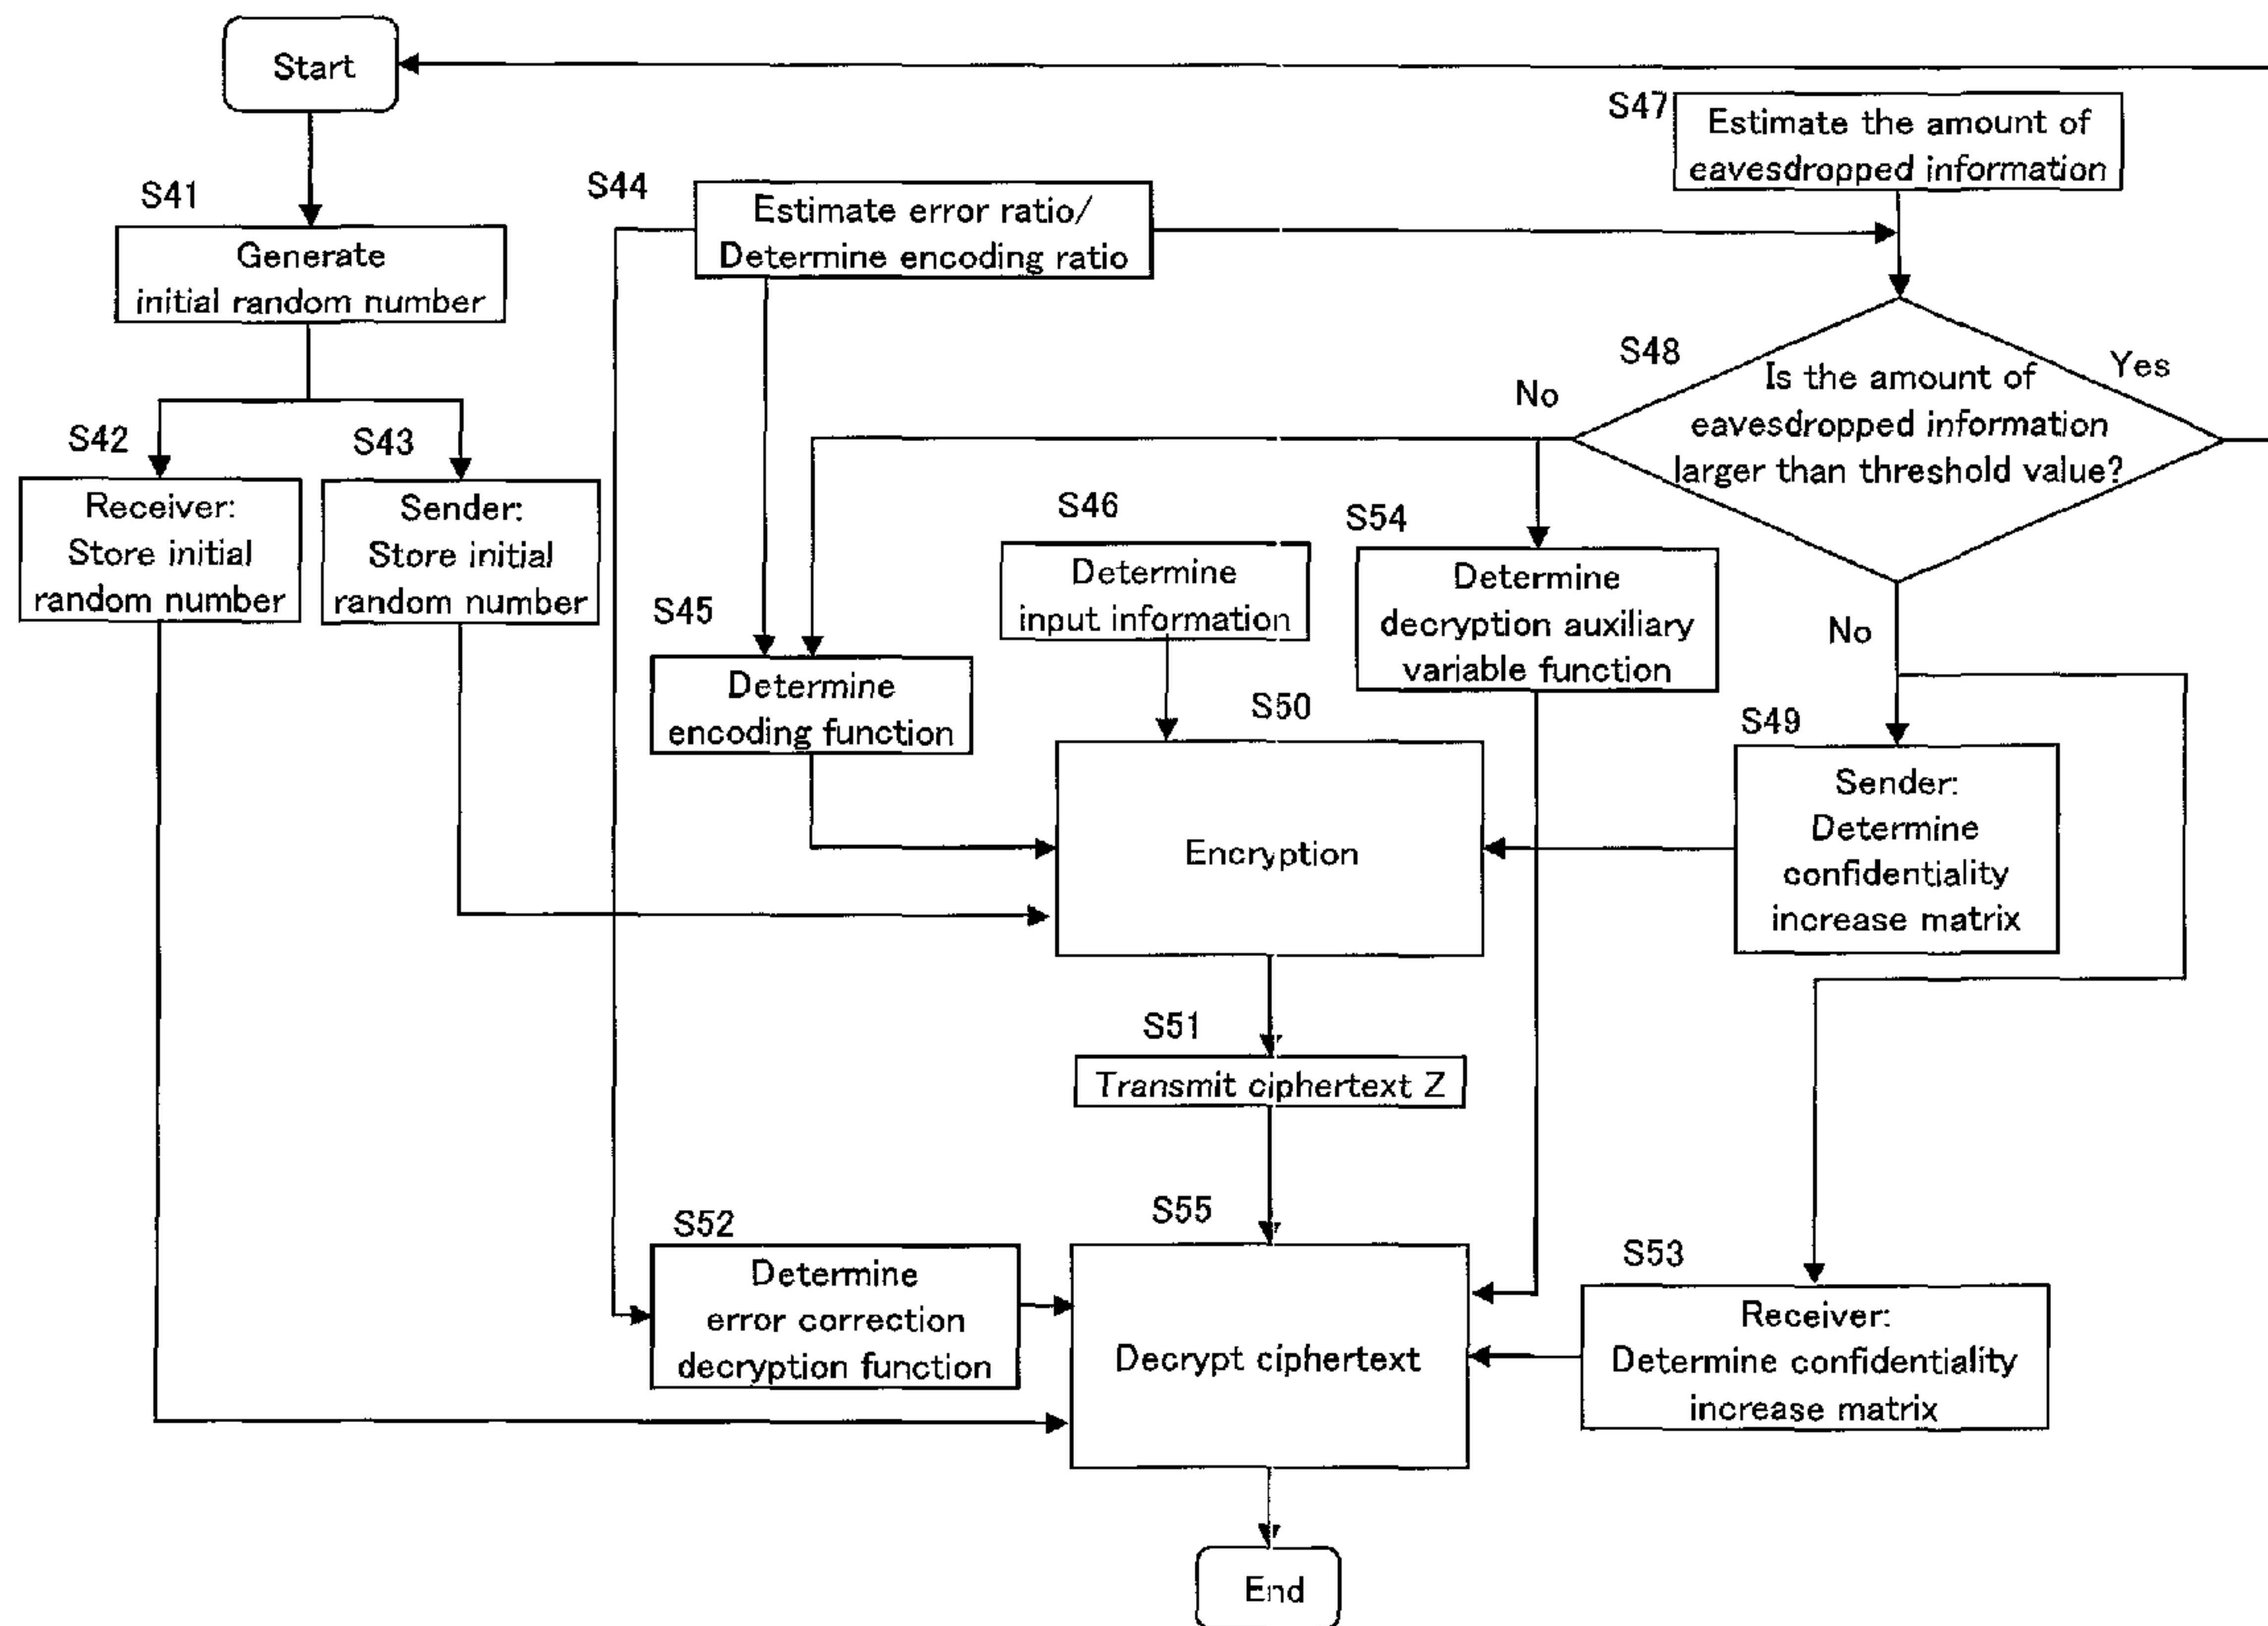 Start
S47
Estimate the amount of
eavesdropped information
S41
Generate
initial random number
S44
Estimate error ratio/
Determine encoding ratio
S48
Is the amount of
eavesdropped information
larger than threshold value?
Yes
No
No
S42
Receiver:
Store initial
random number
S43
Sender:
Store initial
random number
S45
Determine
encoding function
S46
Determine
input information
S54
Determine
decryption auxiliary
variable function
S49
Sender:
Determine
confidentiality
increase matrix
S50
Encryption
S51
Transmit ciphertext Z
S52
Determine
error correction
decryption function
S55
Decrypt ciphertext
S53
Receiver:
Determine confidentiality
increase matrix
End